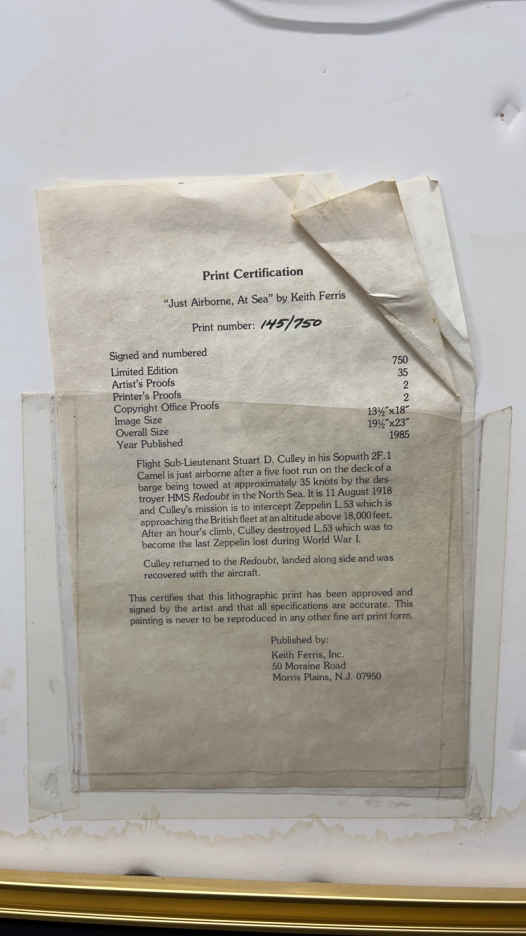 Print Certification
"Just Airborne, At Sea" by Keith Ferris
Print number: 145/750
Signed and numbered
Limited Edition 750
Artist's Proofs 35
Printer's Proofs 2
Copyright Office Proofs 2
Image Size 13½"x18"
Overall Size 19½"x23"
Year Published 1985
Flight Sub-Lieutenant Stuart D. Culley in his Sopwith 2F.1
Camel is just airborne after a five foot run on the deck of a
barge being towed at approximately 35 knots by the des-
troyer HMS Redoubt in the North Sea. It is 11 August 1918
and Culley's mission is to intercept Zeppelin L.53 which is
approaching the British fleet at an altitude above 18,000 feet.
After an hour's climb, Culley destroyed L.53 which was to
become the last Zeppelin lost during World War I.
Culley returned to the Redoubt, landed along side and was
recovered with the aircraft.
This certifies that this lithographic print has been approved and
signed by the artist and that all specifications are accurate. This
painting is never to be reproduced in any other fine art print form.
Published by:
Keith Ferris, Inc.
50 Moraine Road
Morris Plains, N.J. 07950